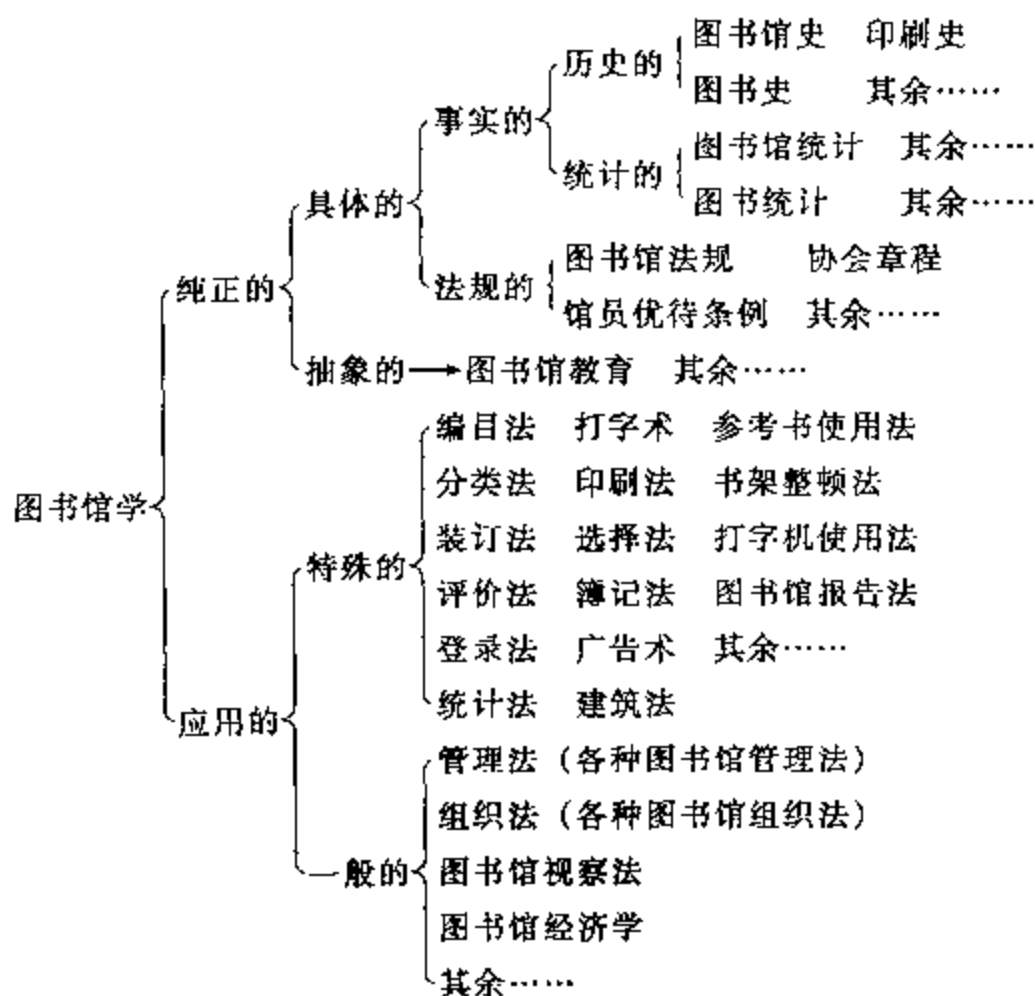 图书馆史 印刷史
历史的
图书史 其余……
事实的
图书馆统计 其余……
统计的
图书统计 其余……
具体的
图书馆法规 协会章程
法规的
馆员优待条例 其余……
纯正的
抽象的 图书馆教育 其余……
编目法 打字术 参考书使用法
分类法 印刷法 书架整顿法
图书馆学
装订法 选择法 打字机使用法
特殊的
评价法 簿记法 图书馆报告法
登录法 广告术 其余……
统计法 建筑法
应用的
管理法（各种图书馆管理法）
组织法（各种图书馆组织法）
一般的
图书馆视察法
图书馆经济学
其余……